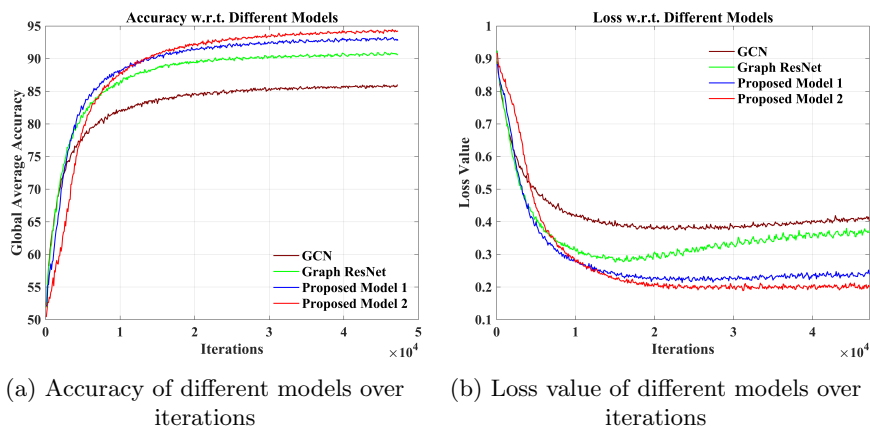 Accuracy w.r.t. Different Models
95
90
85
80
75
70
65
60
55
50
Global Average Accuracy
GCN
Graph ResNet
Proposed Model 1
Proposed Model 2
0 1 2 3 4 5
Iterations
×10^4
(a) Accuracy of different models over
iterations
Loss w.r.t. Different Models
1
0.9
0.8
0.7
0.6
0.5
0.4
0.3
0.2
0.1
Loss Value
GCN
Graph ResNet
Proposed Model 1
Proposed Model 2
0 1 2 3 4
Iterations
×10^4
(b) Loss value of different models over
iterations